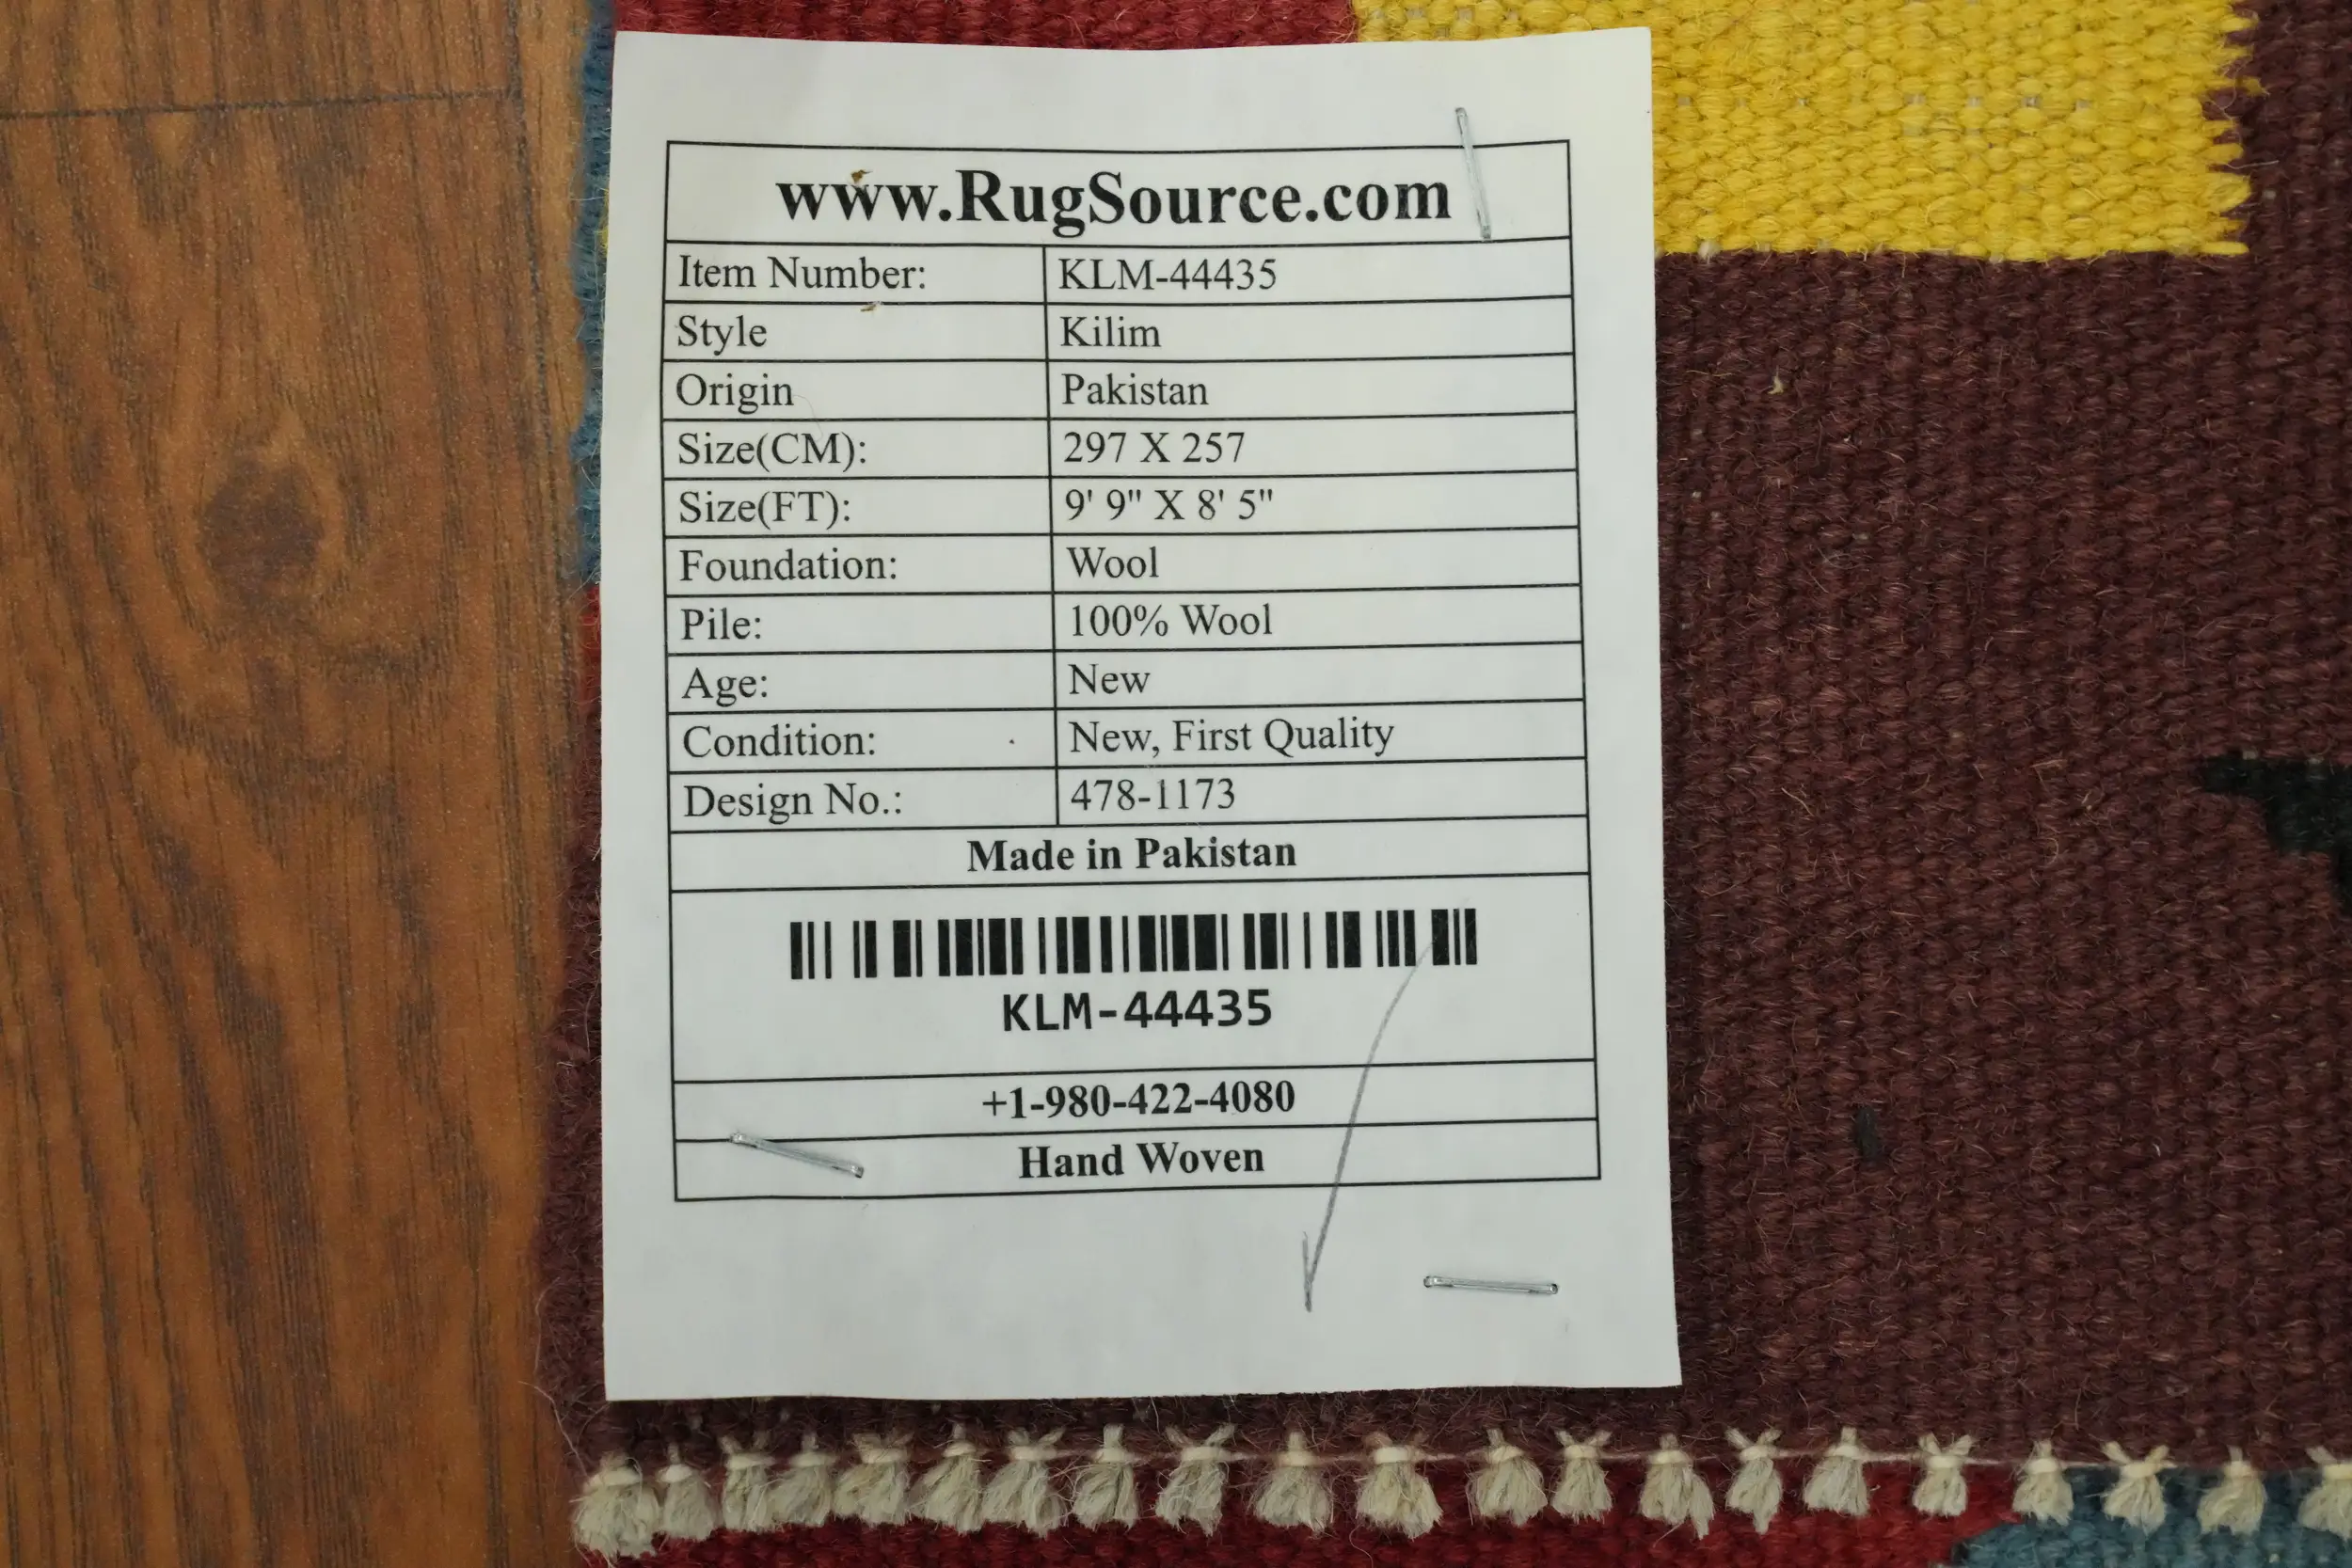 www.RugSource.com
Item Number: KLM-44435
Style Kilim
Origin Pakistan
Size(CM): 297 X 257
Size(FT): 9' 9" X 8' 5"
Foundation: Wool
Pile: 100% Wool
Age: New
Condition: New, First Quality
Design No.: 478-1173
Made in Pakistan
KLM-44435
+1-980-422-4080
Hand Woven